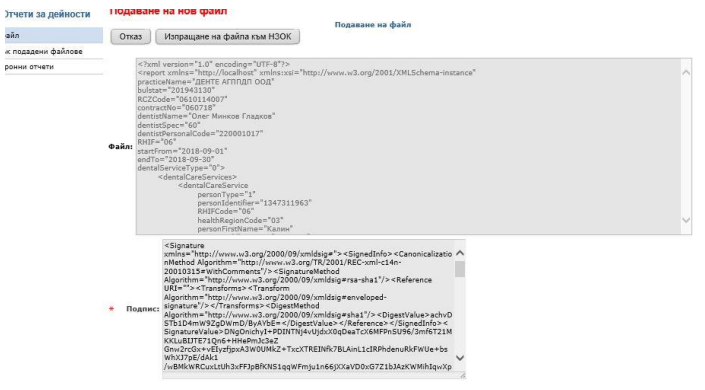 Отчети за дейности
Подаване на нов файл
Подаване на файл
айл
Отказ
Изпращане на файла към НЗОК
ък подадени файлове
ронни отчети
Файл:
<?xml version="1.0" encoding="UTF-8"?>
<report xmlns="http://localhost" xmlns:xsi="http://www.w3.org/2001/XMLSchema-instance"
practiceName="ДЕНТЕ АГППДП ООД"
bulstat="201943130"
RCZCode="0610114007"
contractNo="060718"
dentistName="Олег Минков Гладков"
dentistSpec="60"
dentistPersonalCode="220001017"
RHIF="06"
startFrom="2018-09-01"
endTo="2018-09-30"
dentalServiceType="0">
<dentalCareServices>
<dentalCareService
personType="1"
personIdentifier="1347311963"
RHIFCode="06"
healthRegionCode="03"
personFirstName="Калин"
* Подпис:
<Signature
xmlns="http://www.w3.org/2000/09/xmldsig#"><SignedInfo><Canonicalizatio
nMethod Algorithm="http://www.w3.org/TR/2001/REC-xml-c14n-
20010315#WithComments"/><SignatureMethod
Algorithm="http://www.w3.org/2000/09/xmldsig#rsa-sha1"/><Reference
URI=""><Transforms><Transform
Algorithm="http://www.w3.org/2000/09/xmldsig#enveloped-
signature"/></Transforms><DigestMethod
Algorithm="http://www.w3.org/2000/09/xmldsig#sha1"/><DigestValue>achvD
STb1D4mW9ZgDWmD/ByAYbE=</DigestValue></Reference></SignedInfo><
SignatureValue>DNgOnichyI+PDINTNj4vUjdxX0qDeaTcX6MFPnSU96/3mf6T21M
KKLuBIJTE71Qn6+HHePmJc3eZ
Gnw2rcGx+vEIyzfjpxA3W0UMkZ+TxcXTREINfk7BLAinL1cIRPhdenuRkFWUe+bs
WhXJ7pE/dAk1
/wBMkWRCuxLtUh3xFFJpBfKNS1qqWFmju1n66jXXaVD0xG7Z1bJAzKWMihIqwXp